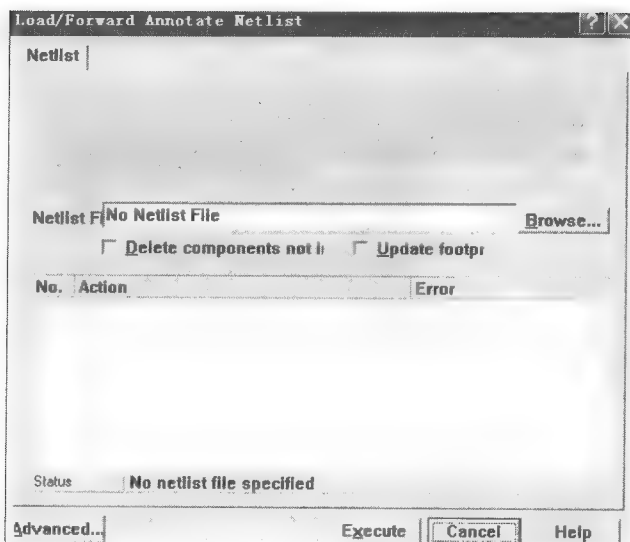 Load/Forward Annotate Netlist
Netlist
Netlist Fi No Netlist File Browse...
Delete components not i Update footpr
No. Action Error
Status No netlist file specified
Advanced... Execute Cancel Help